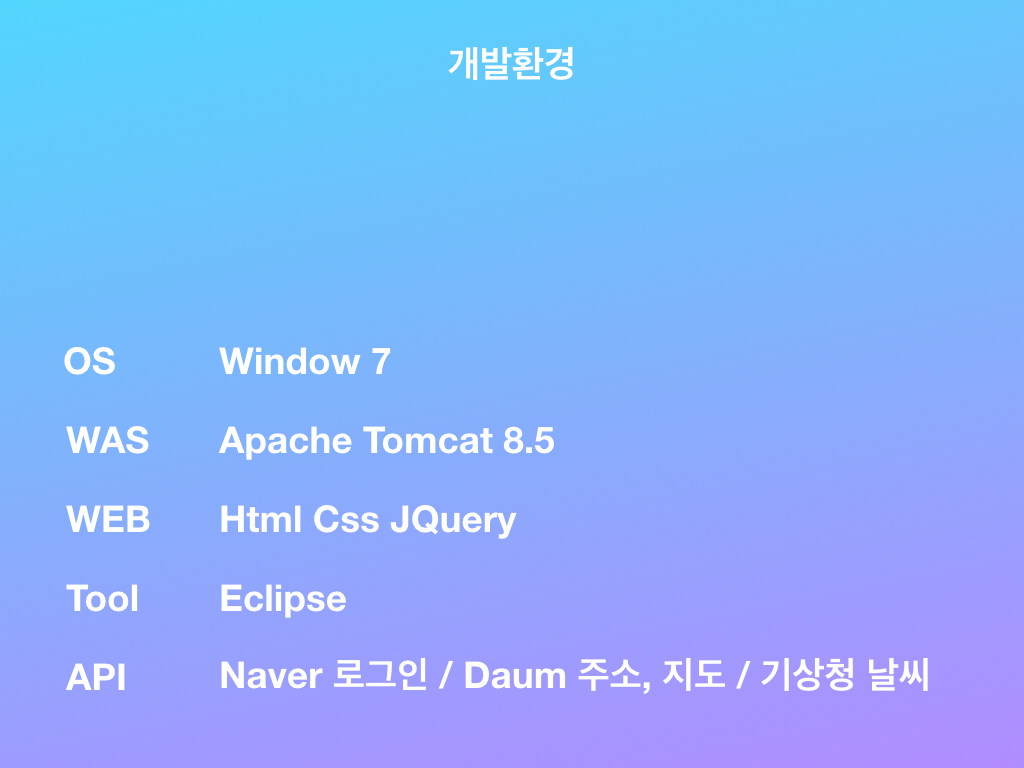 개발환경
OS Window 7
WAS Apache Tomcat 8.5
WEB Html Css JQuery
Tool Eclipse
API Naver 로그인 / Daum 주소, 지도 / 기상청 날씨